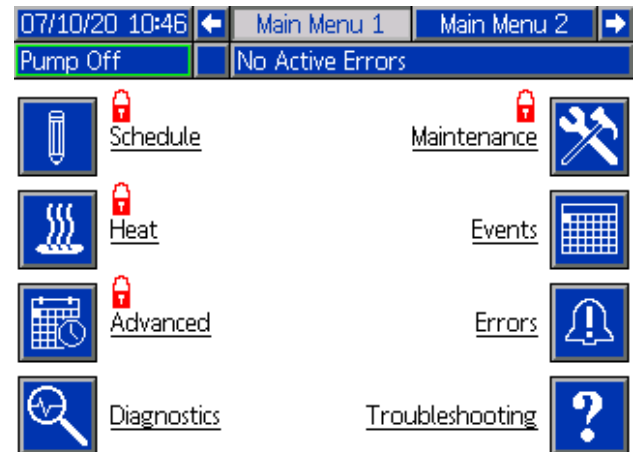 07/10/20 10:46 Main Menu 1 Main Menu 2
Pump Off No Active Errors
Schedule Maintenance
Heat Events
Advanced Errors
Diagnostics Troubleshooting